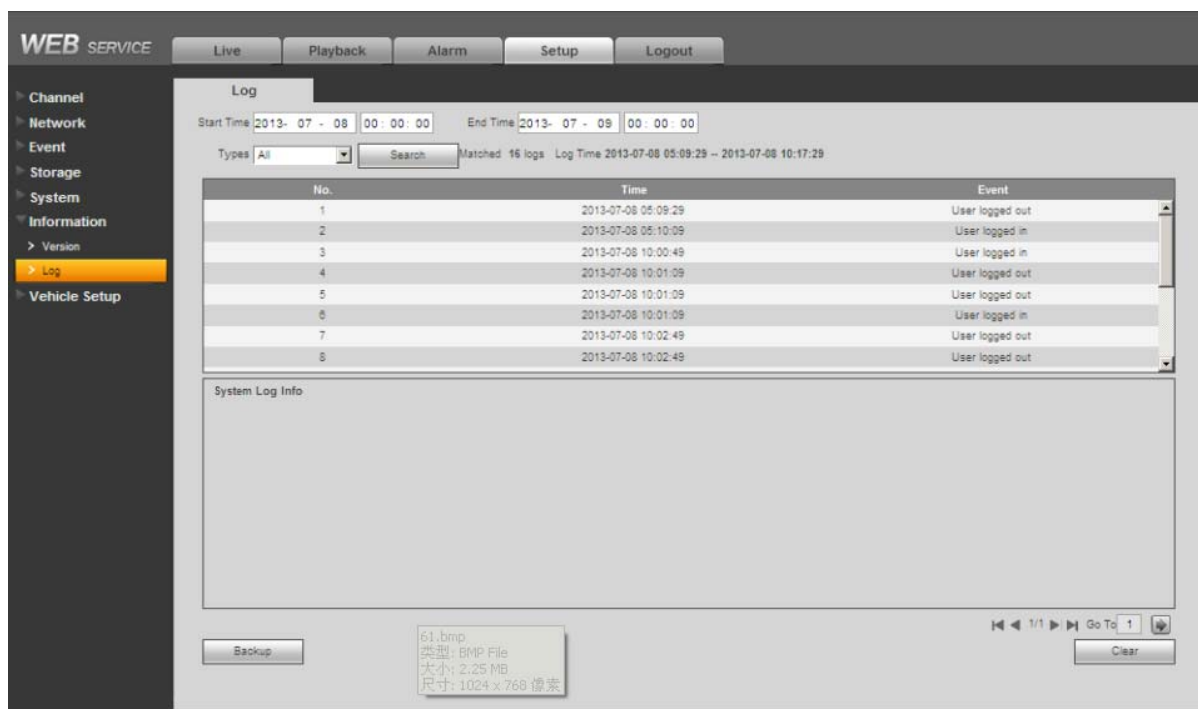 WEB SERVICE
Live Playback Alarm Setup Logout
Channel
Network
Event
Storage
System
Information
> Version
> Log
Vehicle Setup
Log
Start Time 2013- 07 - 08 00 : 00 : 00 End Time 2013- 07 - 09 00 : 00 : 00
Types All Search Matched 16 logs Log Time 2013-07-08 05:09:29 -- 2013-07-08 10:17:29
No. Time Event
1 2013-07-08 05:09:29 User logged out
2 2013-07-08 05:10:09 User logged in
3 2013-07-08 10:00:49 User logged in
4 2013-07-08 10:01:09 User logged out
5 2013-07-08 10:01:09 User logged out
6 2013-07-08 10:01:09 User logged in
7 2013-07-08 10:02:49 User logged out
8 2013-07-08 10:02:49 User logged out
System Log Info
1/1 Go To 1
Backup Clear
61.bmp
类型: BMP File
大小: 2.25 MB
尺寸: 1024 x 768 像素